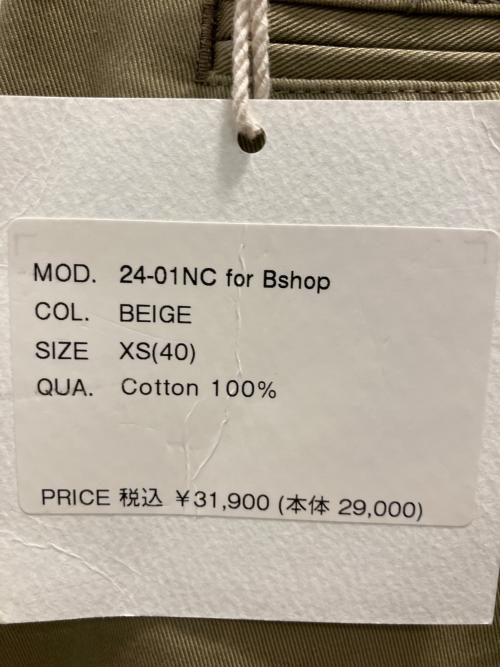 MOD. 24-01NC for Bshop
COL. BEIGE
SIZE XS(40)
QUA. Cotton 100%
PRICE 税込 ¥31,900 (本体 29,000)